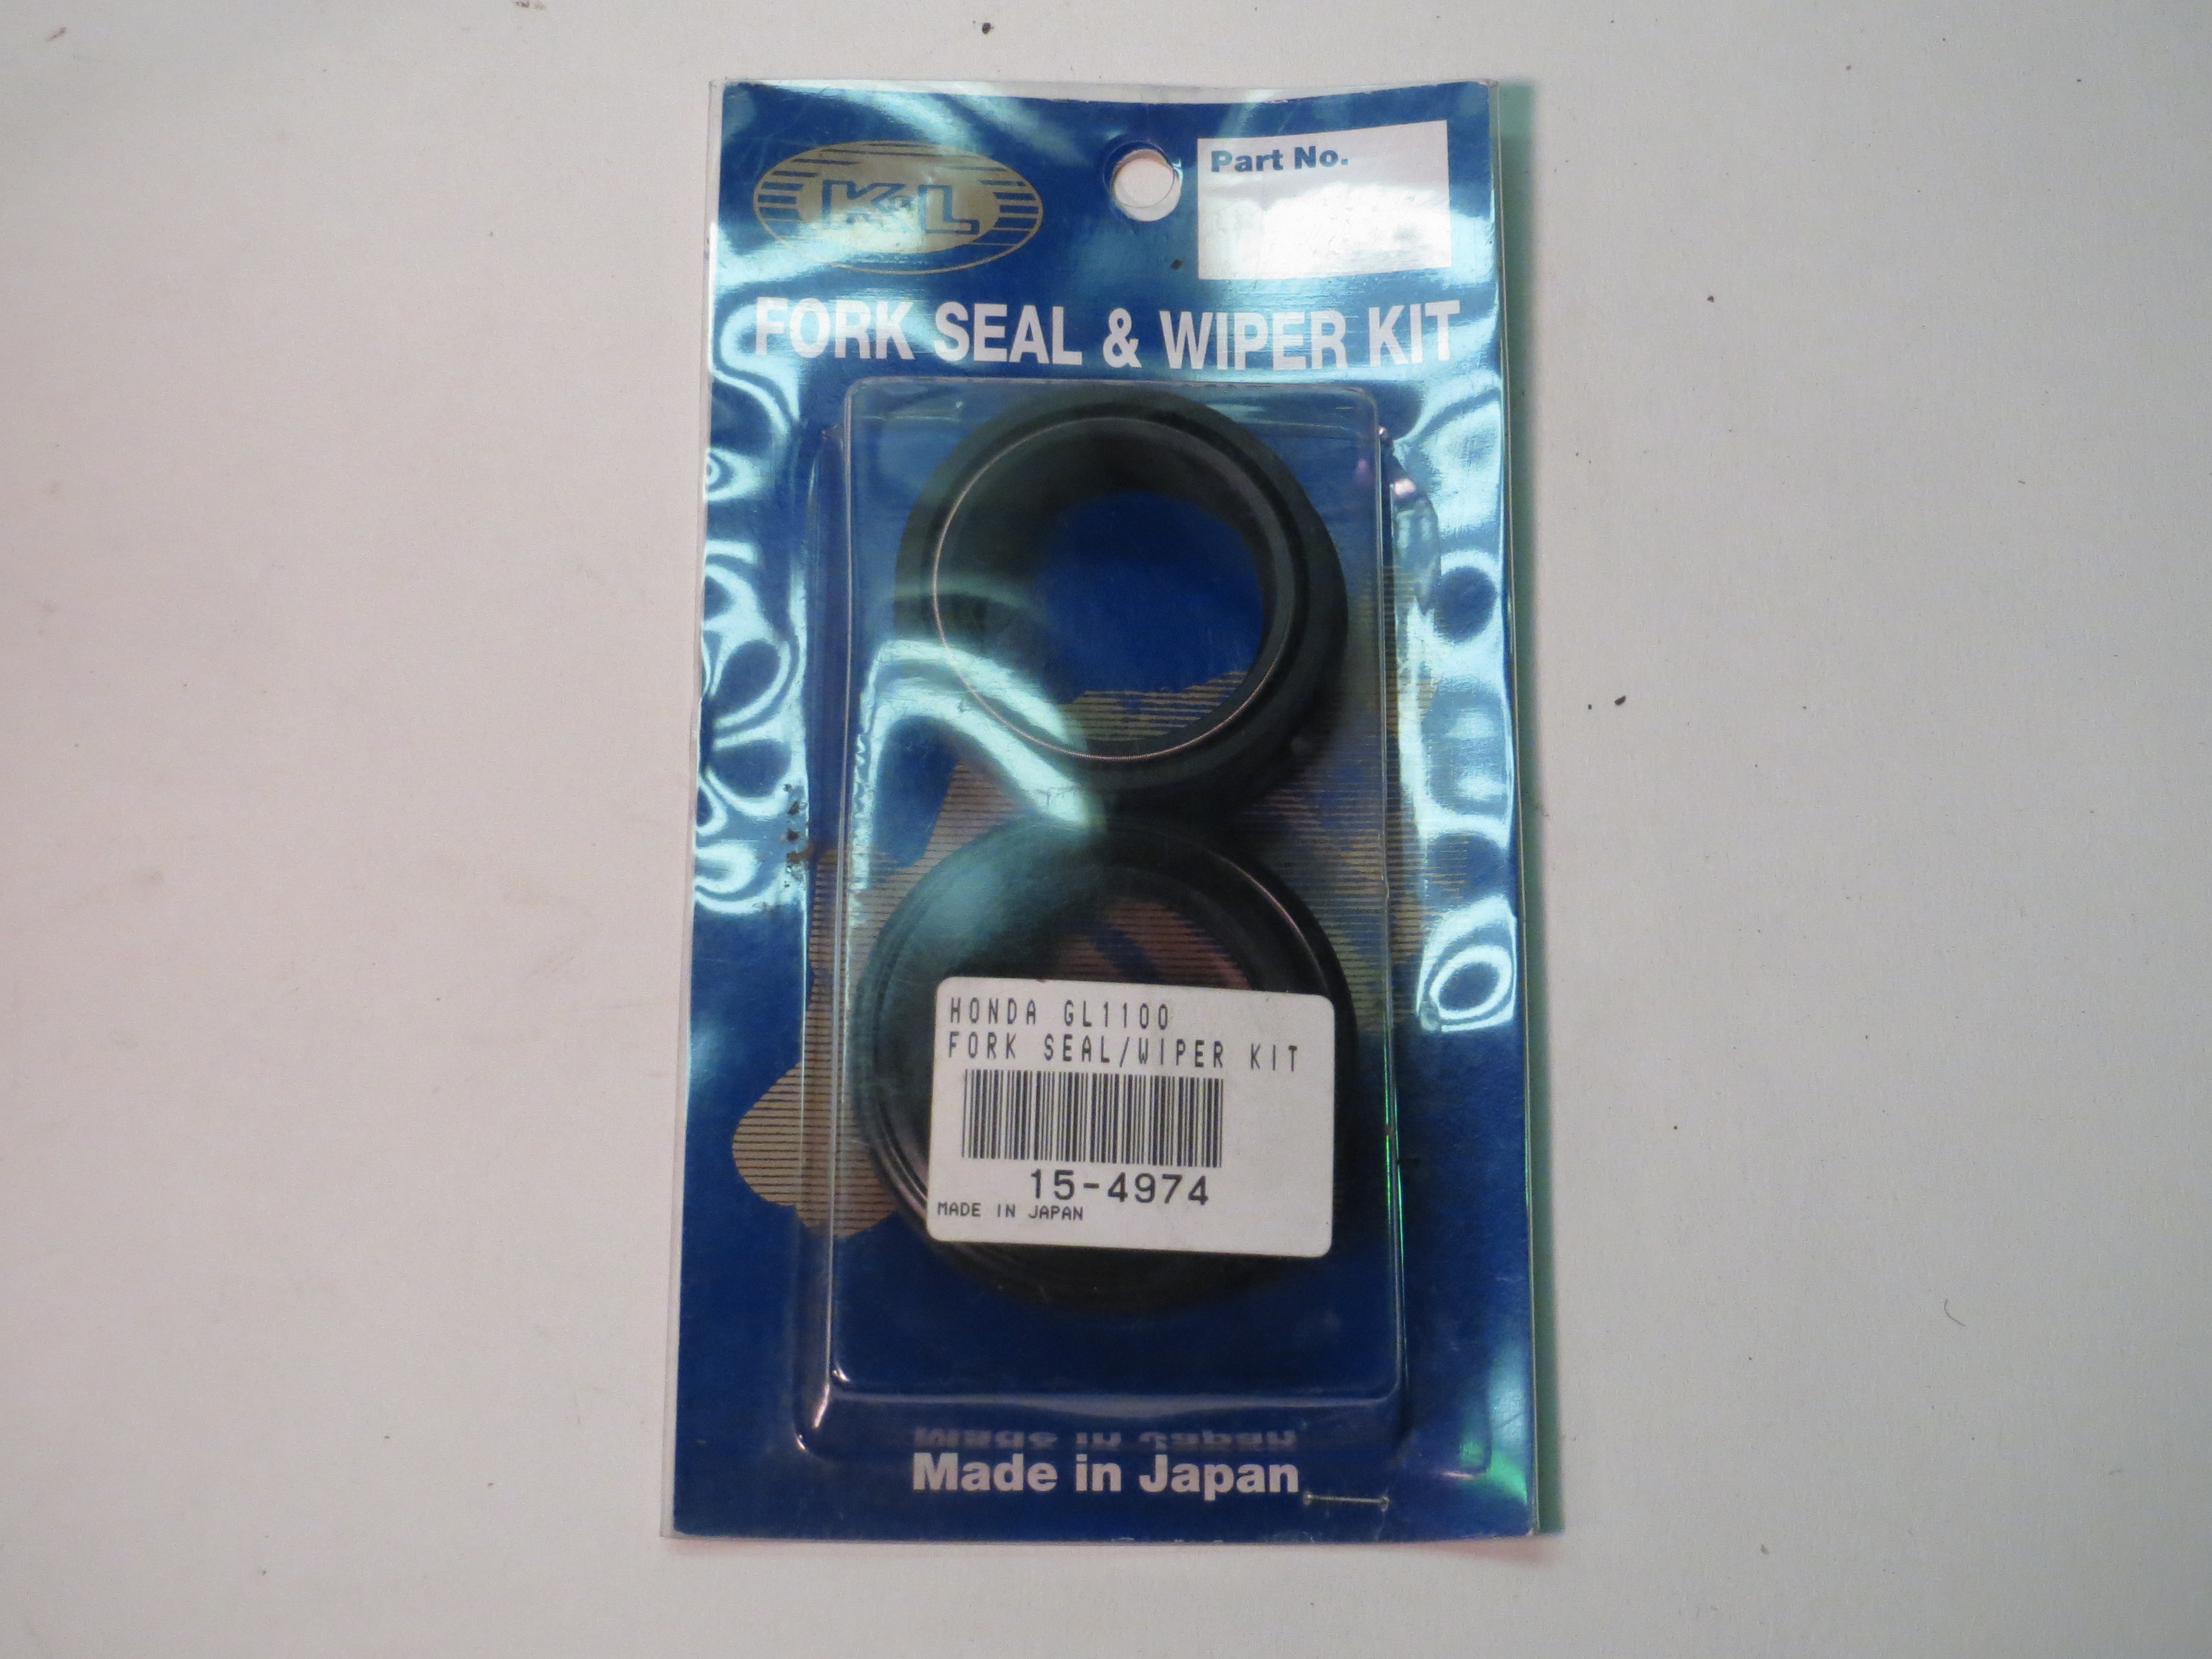 K&L
Part No.
FORK SEAL & WIPER KIT
HONDA GL1100
FORK SEAL/WIPER KIT
15-4974
MADE IN JAPAN
Made in Japan